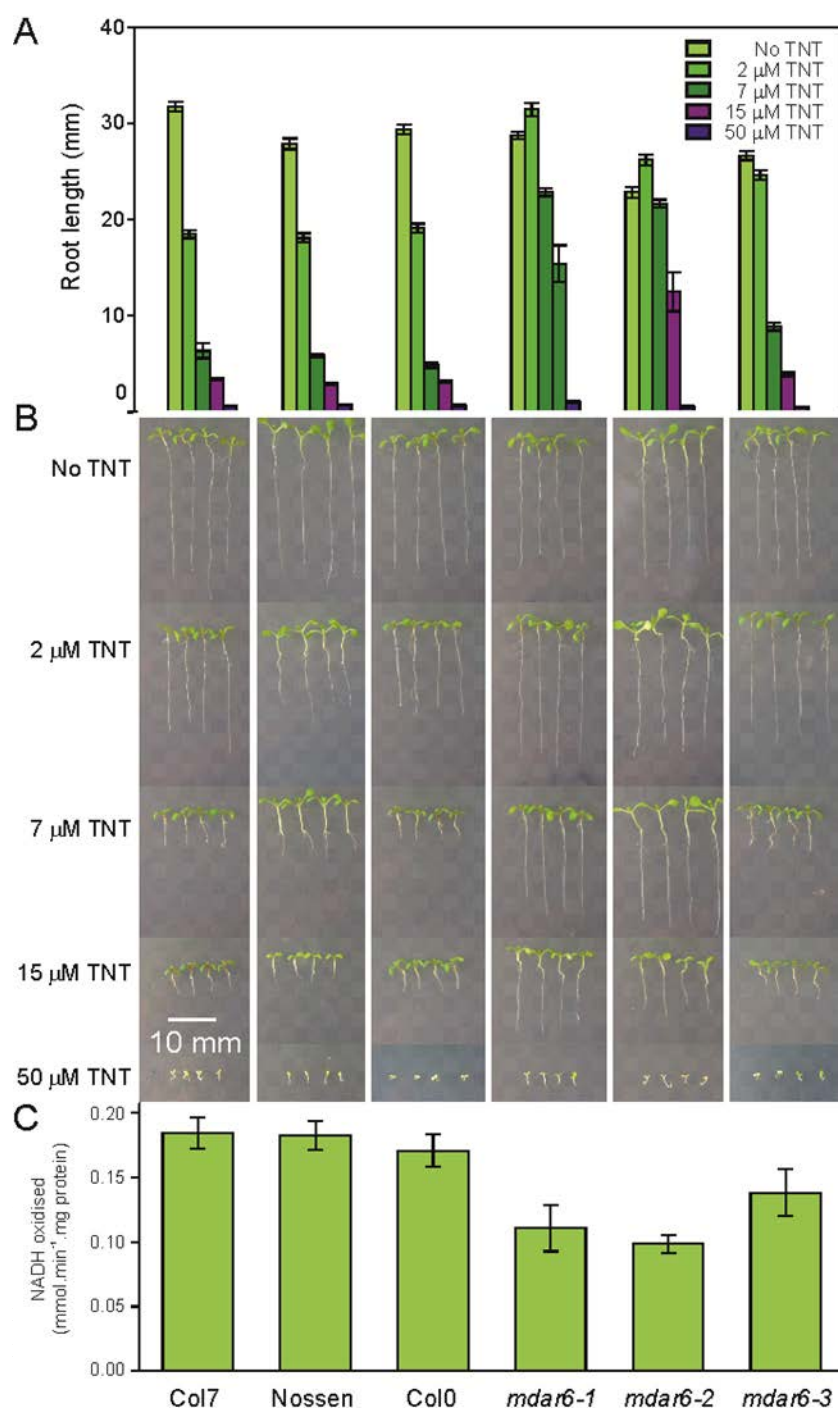 A
40
30
20
10
0
Root length (mm)
No TNT
2 µM TNT
7 µM TNT
15 µM TNT
50 µM TNT
B
No TNT
2 µM TNT
7 µM TNT
15 µM TNT
10 mm
50 µM TNT
C
0.20
0.15
0.10
0.05
0.00
NADH oxidised
(mmol.min⁻¹.mg protein)
Col7 Nossen Col0 mdar6-1 mdar6-2 mdar6-3